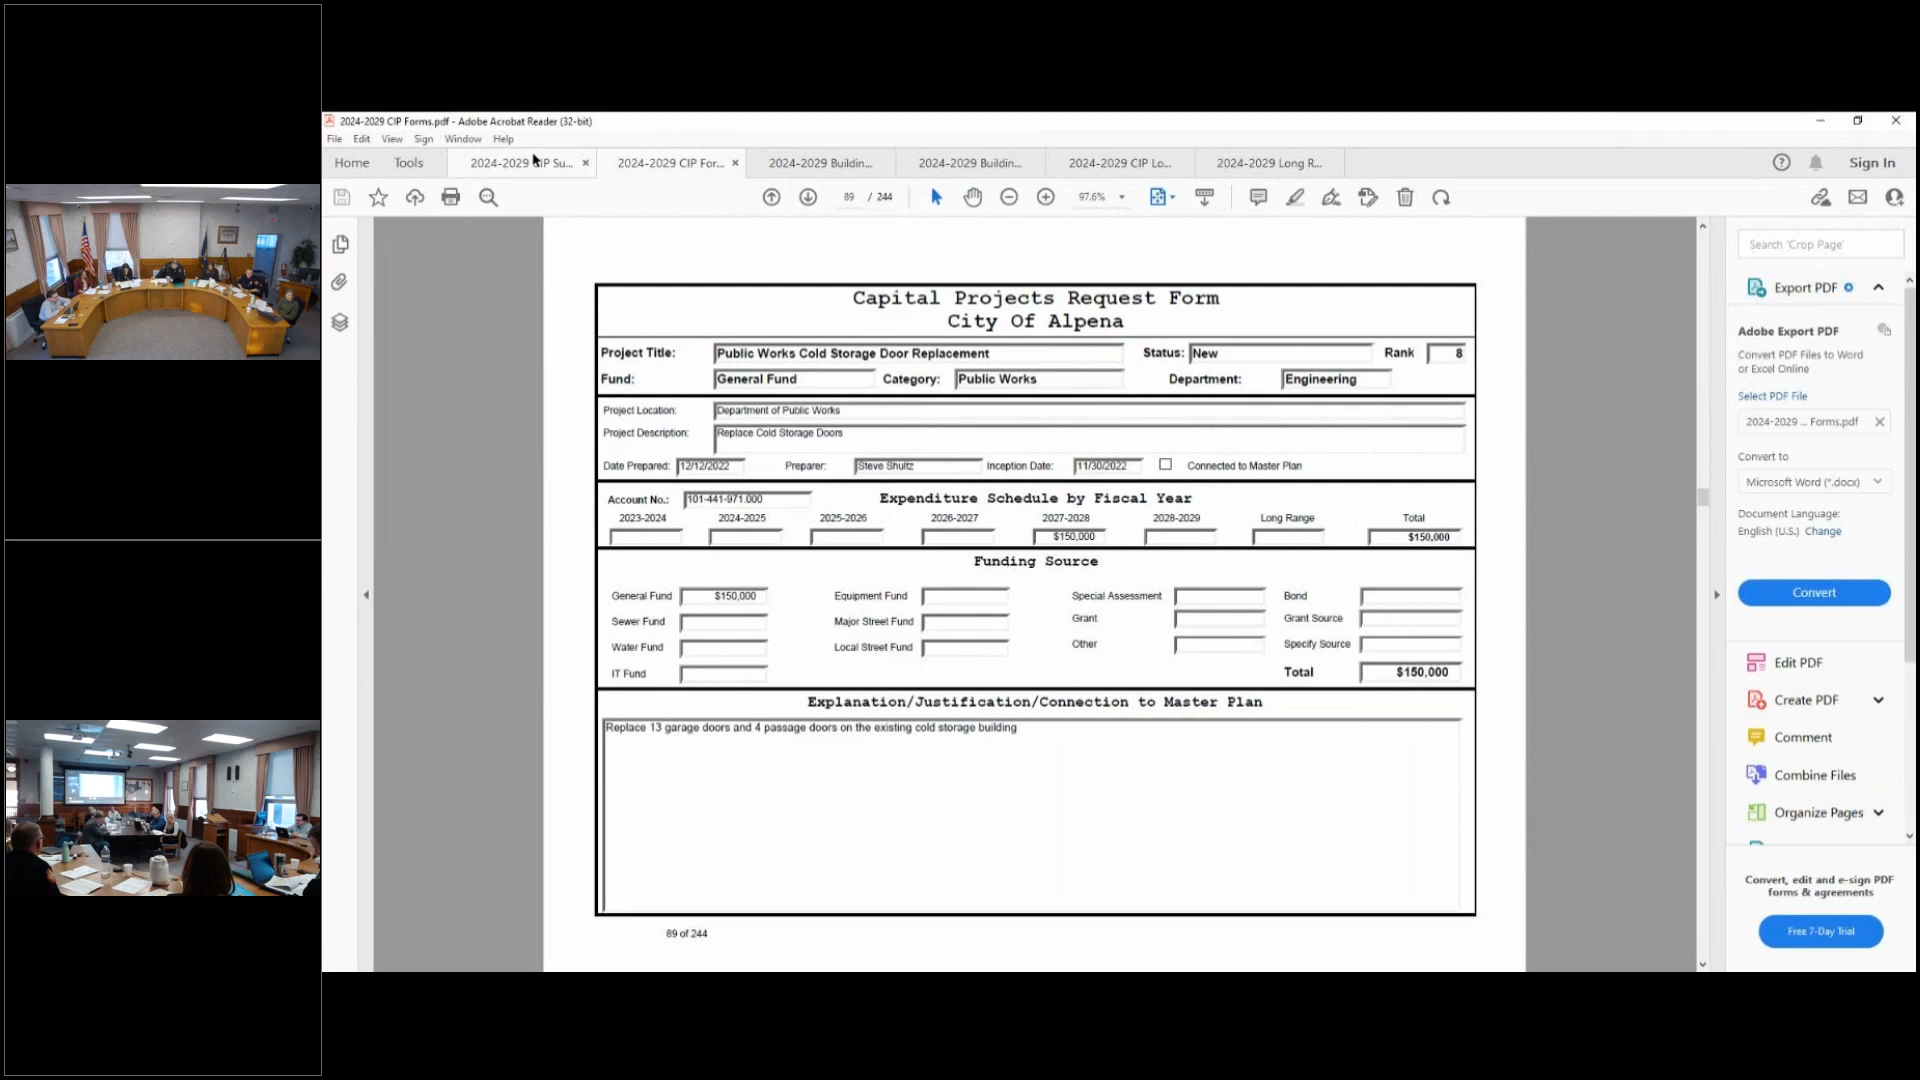 2024-2029 CIP Forms.pdf - Adobe Acrobat Reader (32-bit)
File Edit View Sign Window Help
Home Tools 2024-2029 CIP Su... 2024-2029 CIP For... 2024-2029 Buildin... 2024-2029 Buildin... 2024-2029 CIP Lo... 2024-2029 Long R... Sign In
89 / 244 97.6%
Capital Projects Request Form
City Of Alpena
Project Title: Public Works Cold Storage Door Replacement Status: New Rank 8
Fund: General Fund Category: Public Works Department: Engineering
Project Location: Department of Public Works
Project Description: Replace Cold Storage Doors
Date Prepared: 12/12/2022 Preparer: Steve Shultz Inception Date: 11/30/2022 Connected to Master Plan
Account No.: 101-441-971.000 Expenditure Schedule by Fiscal Year
2023-2024 2024-2025 2025-2026 2026-2027 2027-2028 2028-2029 Long Range Total
$150,000 $150,000
Funding Source
General Fund $150,000 Equipment Fund Special Assessment Bond
Sewer Fund Major Street Fund Grant Grant Source
Water Fund Local Street Fund Other Specify Source
IT Fund Total $150,000
Explanation/Justification/Connection to Master Plan
Replace 13 garage doors and 4 passage doors on the existing cold storage building
89 of 244
Search 'Crop Page'
Export PDF
Adobe Export PDF
Convert PDF Files to Word
or Excel Online
Select PDF File
2024-2029 ... Forms.pdf
Convert to
Microsoft Word (*.docx)
Document Language:
English (U.S.) Change
Convert
Edit PDF
Create PDF
Comment
Combine Files
Organize Pages
Convert, edit and e-sign PDF
forms & agreements
Free 7-Day Trial